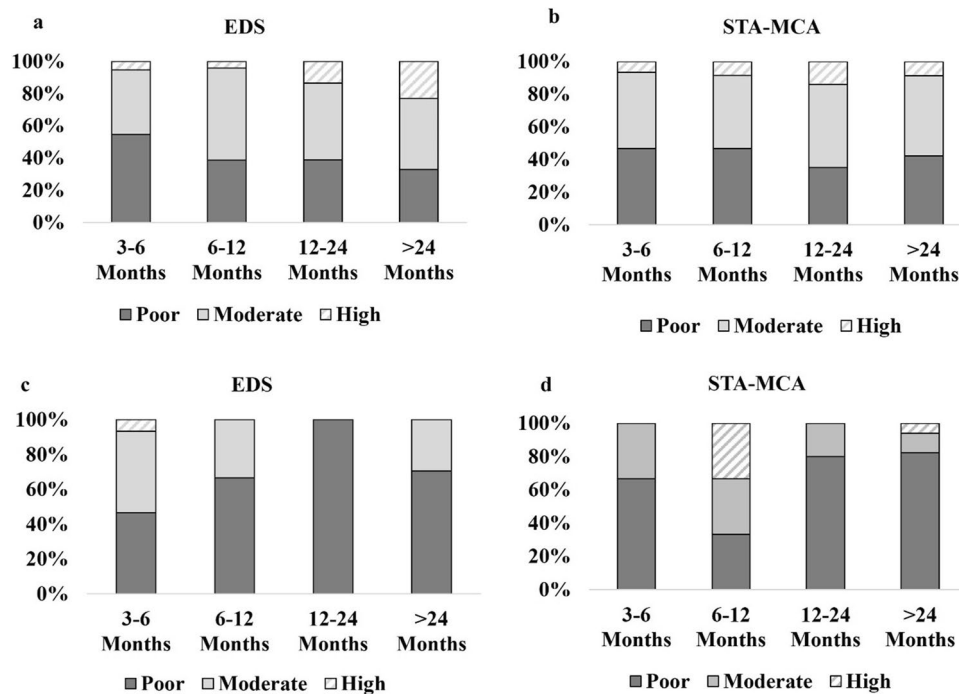 a
EDS
100%
80%
60%
40%
20%
0%
3-6 Months
6-12 Months
12-24 Months
>24 Months
Poor
Moderate
High
b
STA-MCA
100%
80%
60%
40%
20%
0%
3-6 Months
6-12 Months
12-24 Months
>24 Months
Poor
Moderate
High
c
EDS
100%
80%
60%
40%
20%
0%
3-6 Months
6-12 Months
12-24 Months
>24 Months
Poor
Moderate
High
d
STA-MCA
100%
80%
60%
40%
20%
0%
3-6 Months
6-12 Months
12-24 Months
>24 Months
Poor
Moderate
High